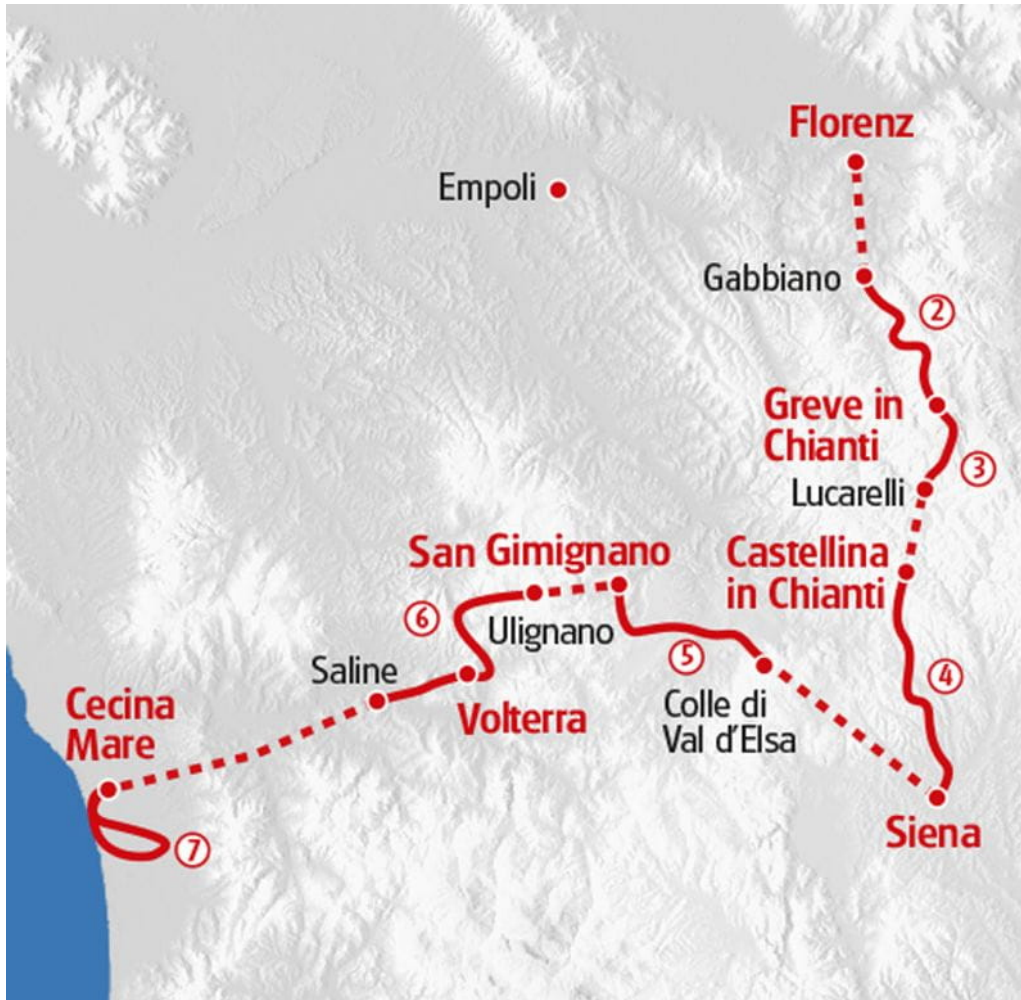 Florenz
Empoli
Gabbiano
②
Greve in
Chianti
③
Lucarelli
San Gimignano
Castellina
in Chianti
⑥
Ulignano
⑤
Saline
④
Cecina
Mare
Volterra
Colle di
Val d'Elsa
Siena
⑦